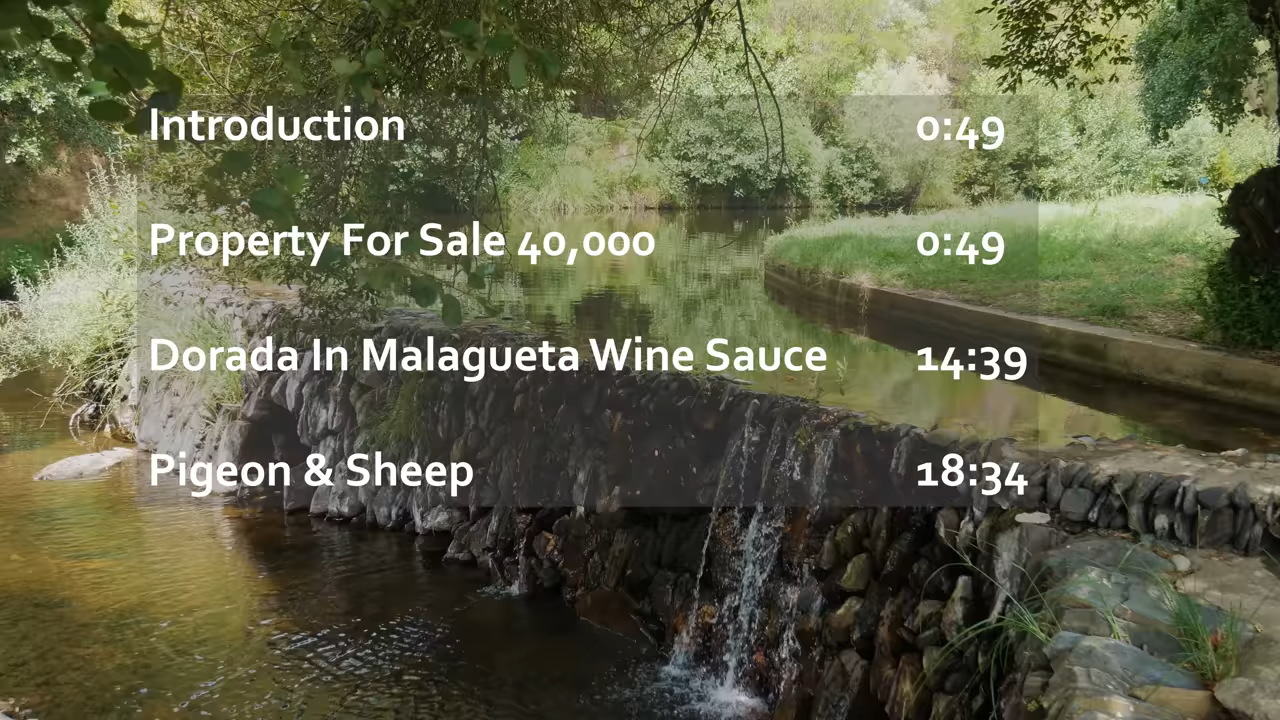 Introduction 0:49
Property For Sale 40,000 0:49
Dorada In Malagueta Wine Sauce 14:39
Pigeon & Sheep 18:34